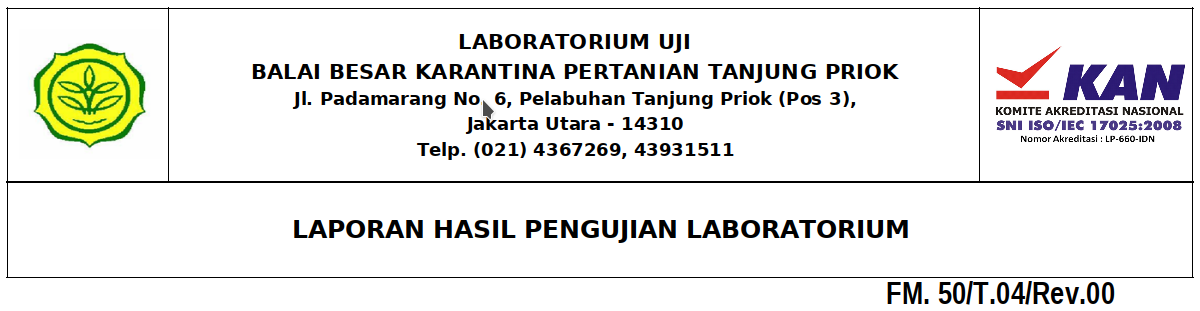 LABORATORIUM UJI
BALAI BESAR KARANTINA PERTANIAN TANJUNG PRIOK
Jl. Padamarang No. 6, Pelabuhan Tanjung Priok (Pos 3),
Jakarta Utara - 14310
Telp. (021) 4367269, 43931511
KAN
KOMITE AKREDITASI NASIONAL
SNI ISO/IEC 17025:2008
Nomor Akreditasi : LP-660-IDN
LAPORAN HASIL PENGUJIAN LABORATORIUM
FM. 50/T.04/Rev.00